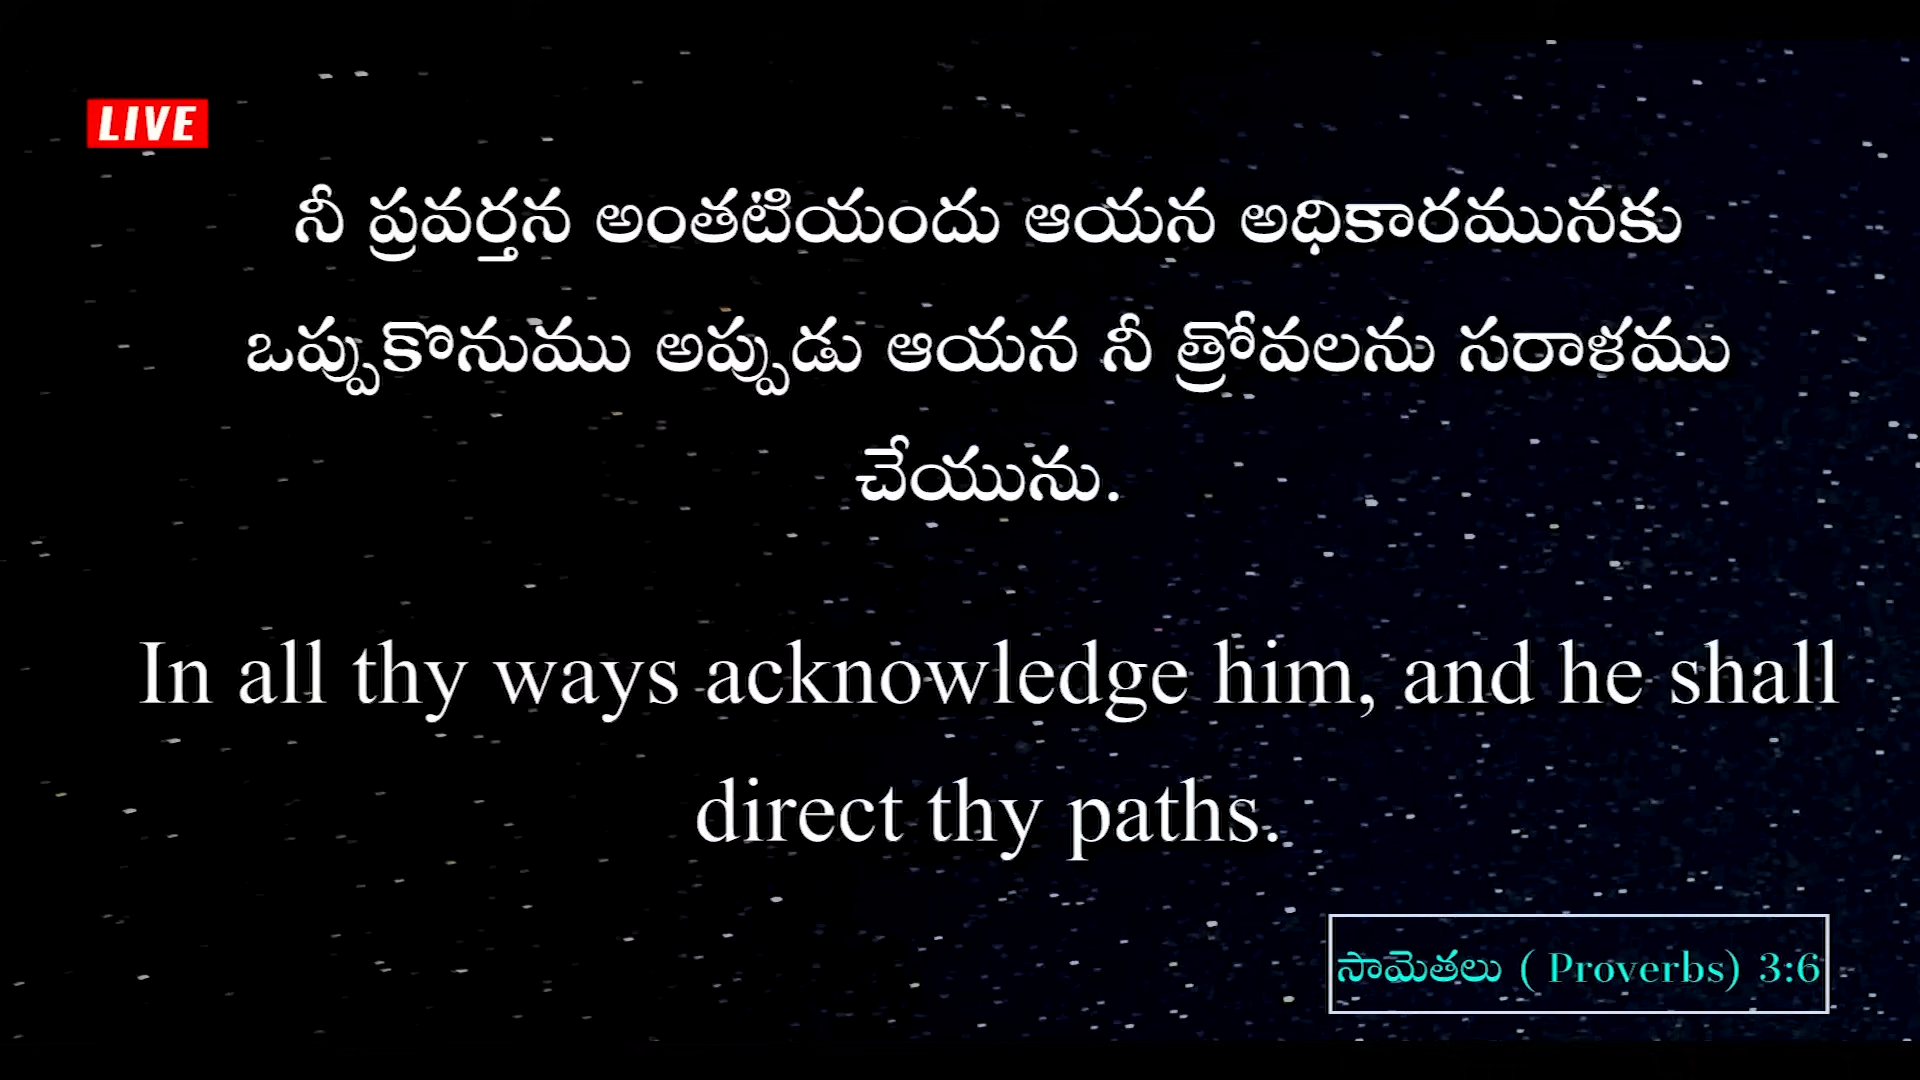 LIVE
నీ ప్రవర్తన అంతటియందు ఆయన అధికారమునకు
ఒప్పుకొనుము అప్పుడు ఆయన నీ త్రోవలను సరాళము
చేయును.
In all thy ways acknowledge him, and he shall
direct thy paths.
సామెతలు ( Proverbs) 3:6